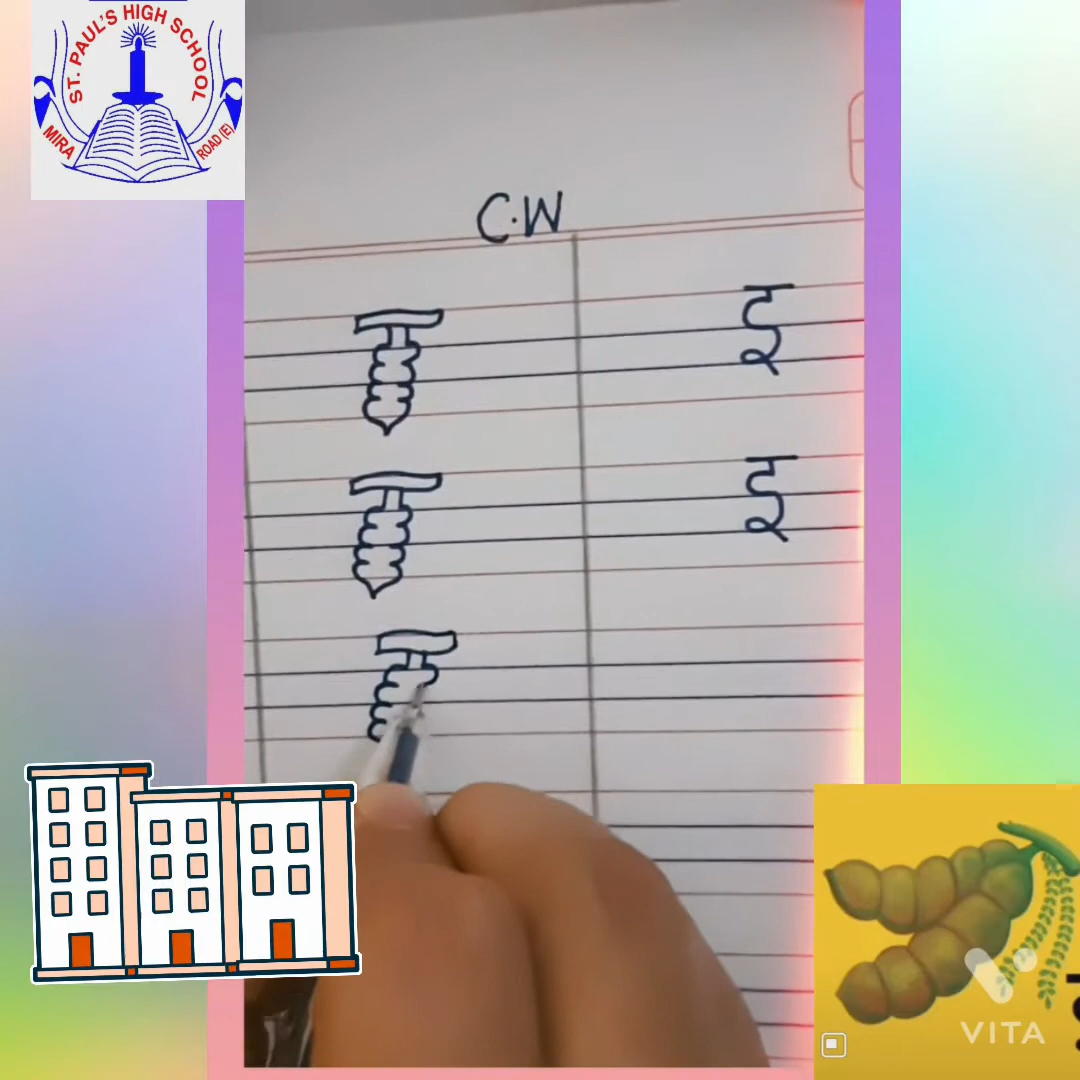 ST. PAUL'S HIGH SCHOOL
MIRA ROAD (E)
C.W
इ
इ
VITA